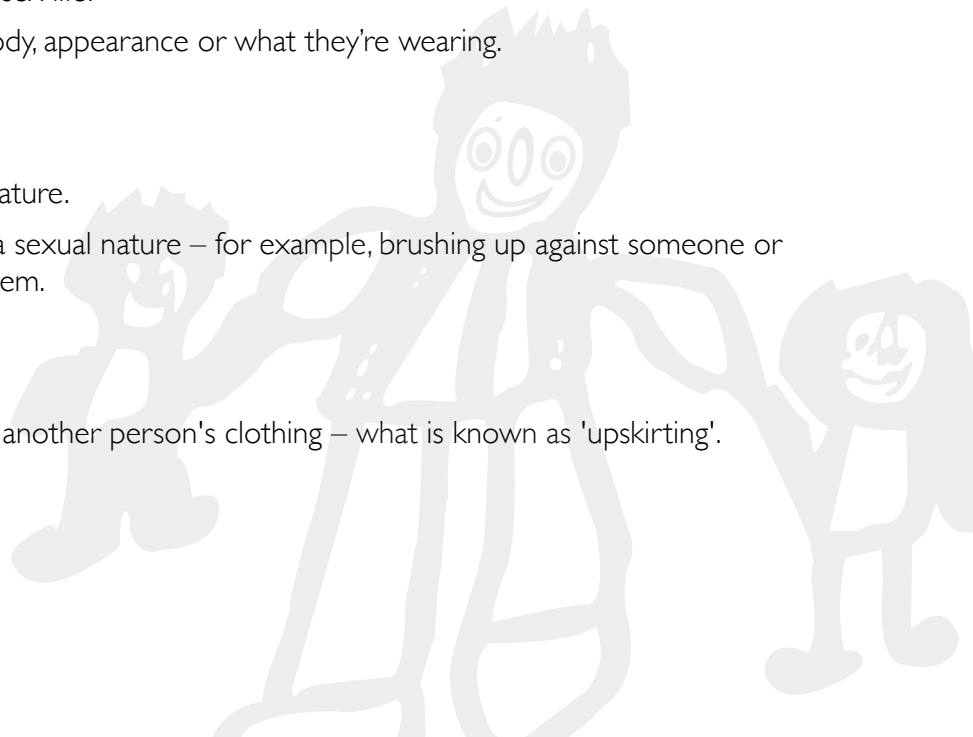 life.
ody, appearance or what they're wearing.
ature.
a sexual nature – for example, brushing up against someone or
em.
another person's clothing – what is known as 'upskirting'.